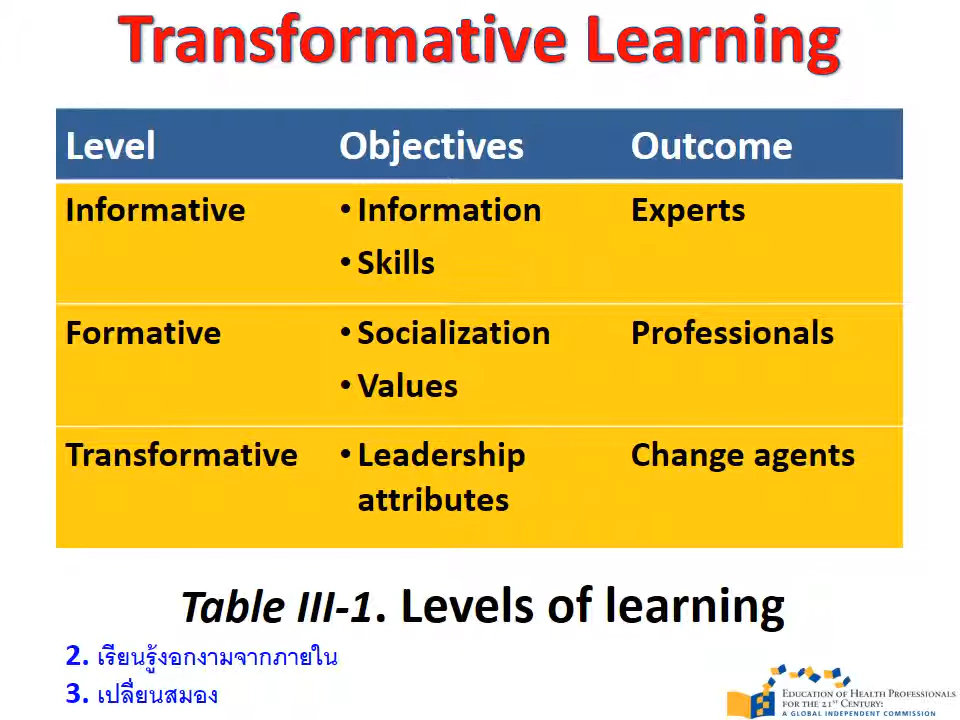 Transformative Learning
Level Objectives Outcome
Informative • Information Experts
• Skills
Formative • Socialization Professionals
• Values
Transformative • Leadership Change agents
attributes
Table III-1. Levels of learning
2. เรียนรู้งอกงามจากภายใน
3. เปลี่ยนสมอง
EDUCATION OF HEALTH PROFESSIONALS
FOR THE 21ST CENTURY:
A GLOBAL INDEPENDENT COMMISSION